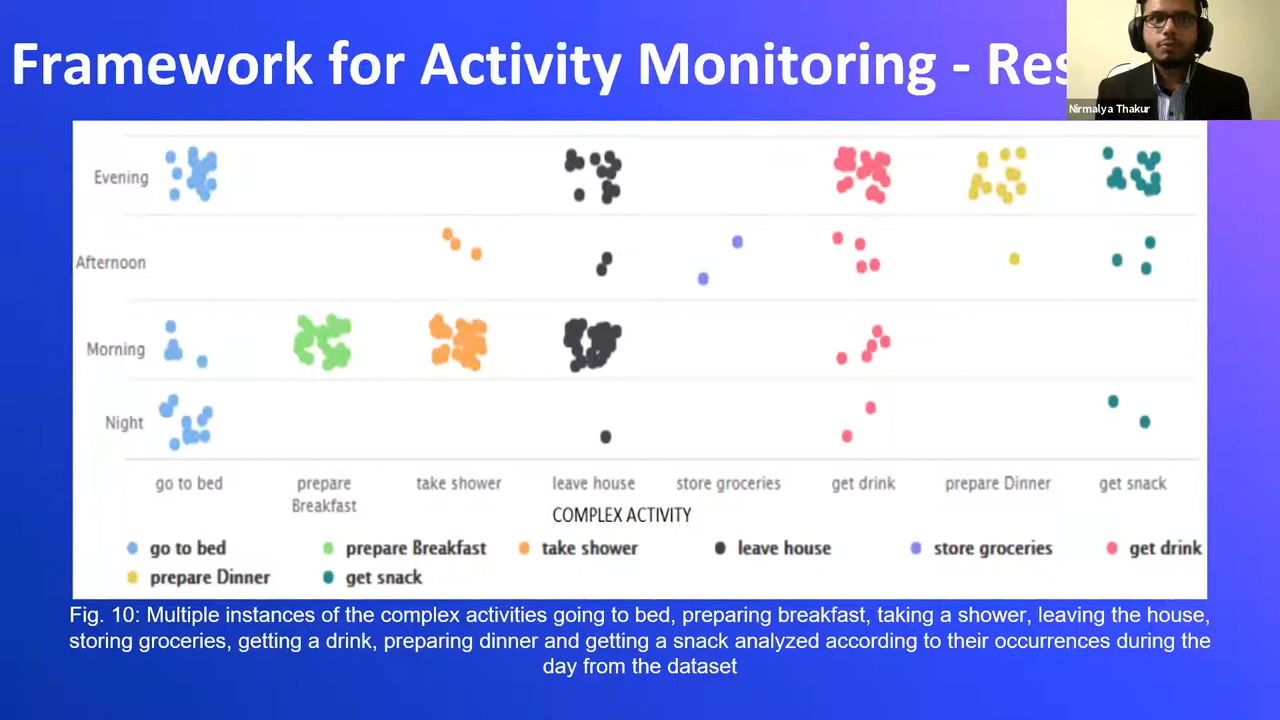 Framework for Activity Monitoring - Res
Nirmalya Thakur
Evening
Afternoon
Morning
Night
go to bed
prepare
Breakfast
take shower
leave house
store groceries
get drink
prepare Dinner
get snack
COMPLEX ACTIVITY
go to bed
prepare Breakfast
take shower
leave house
store groceries
get drink
prepare Dinner
get snack
Fig. 10: Multiple instances of the complex activities going to bed, preparing breakfast, taking a shower, leaving the house,
storing groceries, getting a drink, preparing dinner and getting a snack analyzed according to their occurrences during the
day from the dataset